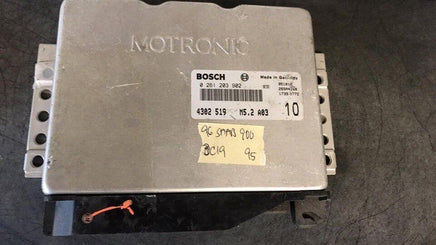 MOTRONIC
BOSCH Made in Germany
0 261 203 902
4302 519 M5.2 A03 10
96 SAAB 900
95